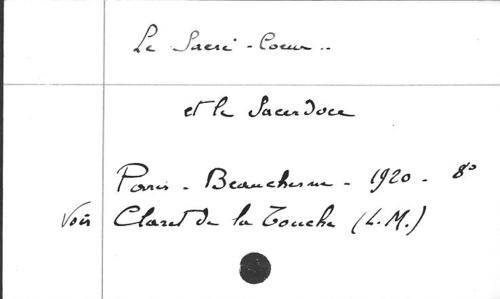 Le Sacré-Coeur..
et le Sacerdoce
Paris - Beauchesne - 1920 - 8°
Voir Claret de la Touche (L.M.)